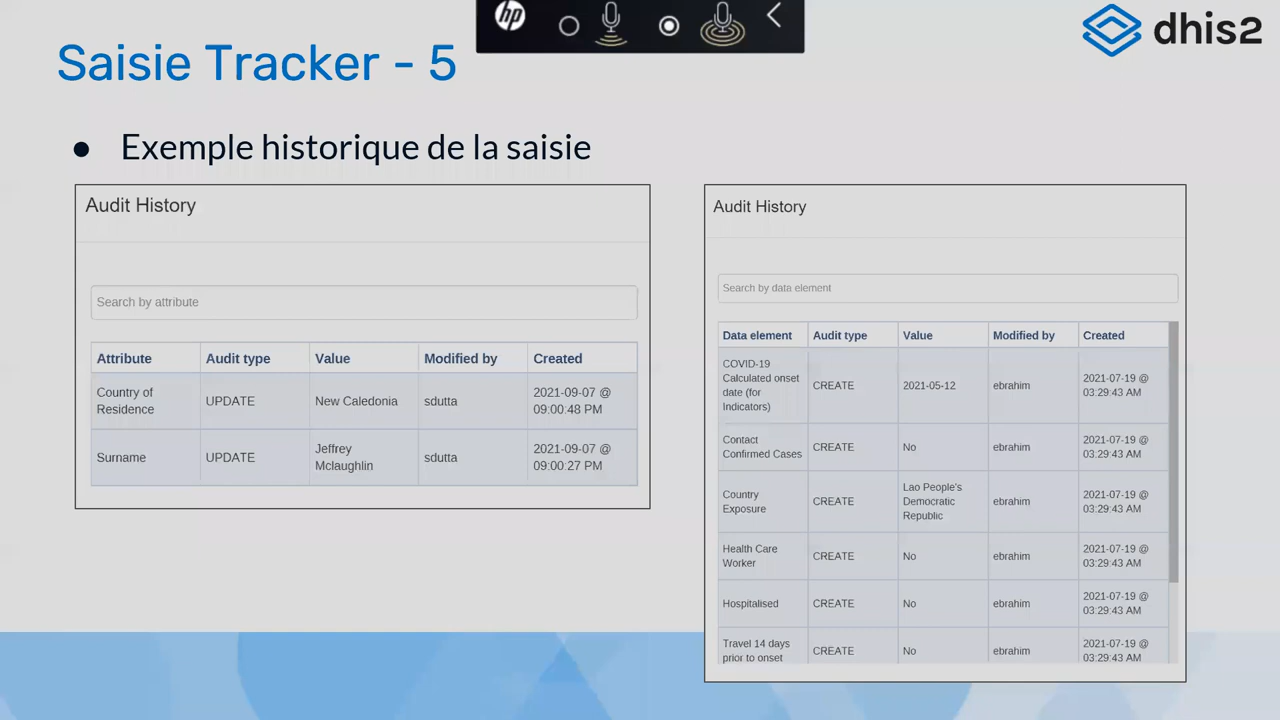 hp
dhis2
Saisie Tracker - 5
● Exemple historique de la saisie
Audit History
Search by attribute
Attribute Audit type Value Modified by Created
Country of
Residence UPDATE New Caledonia sdutta 2021-09-07 @
09:00:48 PM
Surname UPDATE Jeffrey
Mclaughlin sdutta 2021-09-07 @
09:00:27 PM
Audit History
Search by data element
Data element Audit type Value Modified by Created
COVID-19
Calculated onset
date (for
Indicators) CREATE 2021-05-12 ebrahim 2021-07-19 @
03:29:43 AM
Contact
Confirmed Cases CREATE No ebrahim 2021-07-19 @
03:29:43 AM
Country
Exposure CREATE Lao People's
Democratic
Republic ebrahim 2021-07-19 @
03:29:43 AM
Health Care
Worker CREATE No ebrahim 2021-07-19 @
03:29:43 AM
Hospitalised CREATE No ebrahim 2021-07-19 @
03:29:43 AM
Travel 14 days
prior to onset CREATE No ebrahim 2021-07-19 @
03:29:43 AM